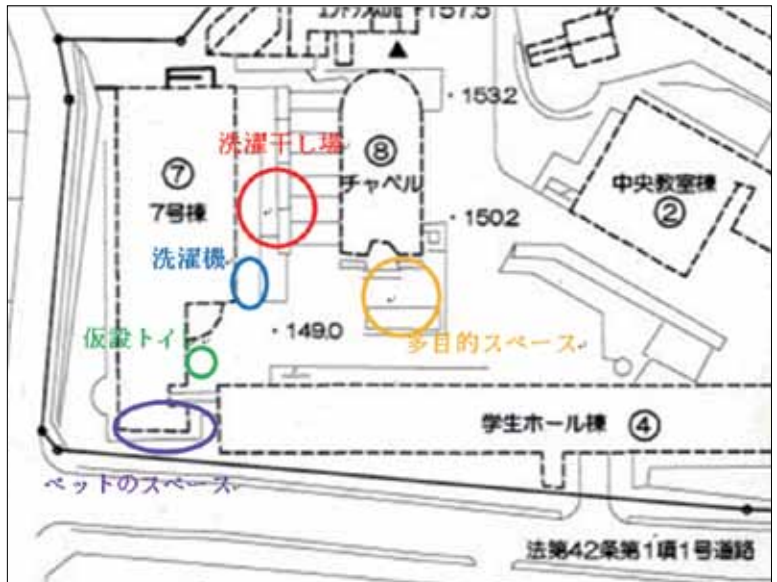 ・153.2
洗濯干し場
⑧
チャペル
⑦
7号棟
中央教室棟
②
・150.2
洗濯機
仮設トイ
・149.0
多目的スペース
学生ホール棟 ④
ペットのスペース
法第42条第1項1号道路